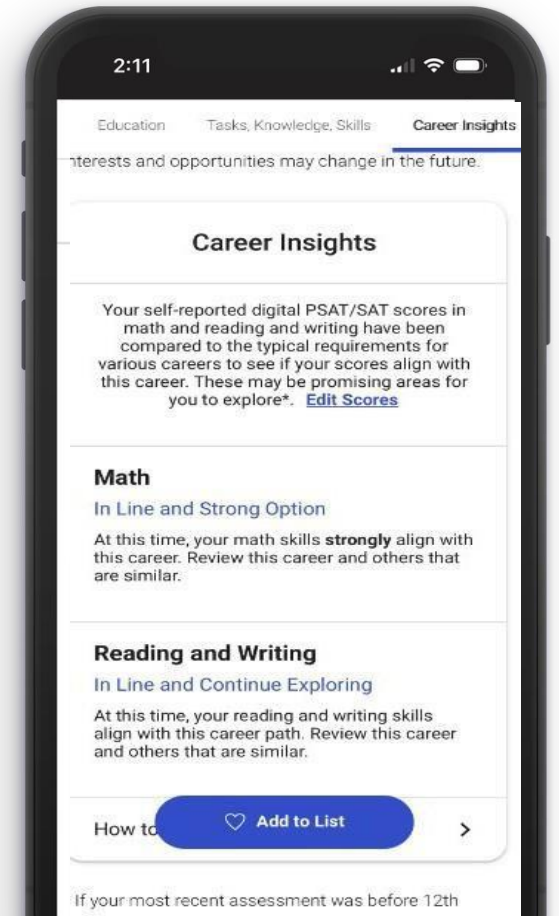 2:11
Education Tasks, Knowledge, Skills Career Insights
nterests and opportunities may change in the future.
Career Insights
Your self-reported digital PSAT/SAT scores in
math and reading and writing have been
compared to the typical requirements for
various careers to see if your scores align with
this career. These may be promising areas for
you to explore*. Edit Scores
Math
In Line and Strong Option
At this time, your math skills strongly align with
this career. Review this career and others that
are similar.
Reading and Writing
In Line and Continue Exploring
At this time, your reading and writing skills
align with this career path. Review this career
and others that are similar.
How to
Add to List
If your most recent assessment was before 12th